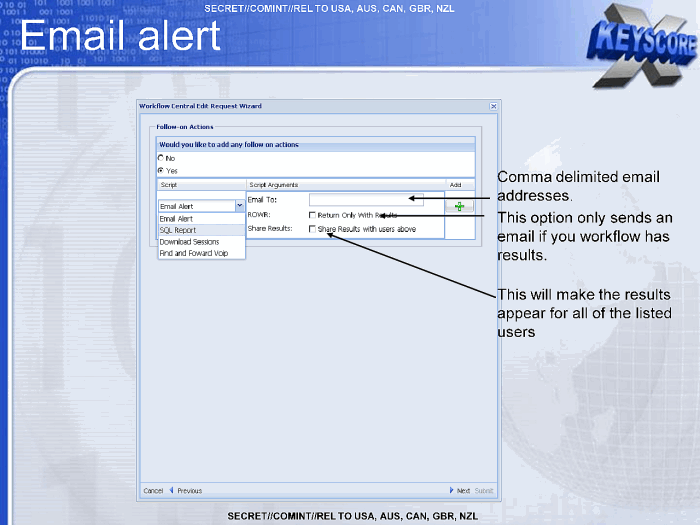 SECRET//COMINT//REL TO USA, AUS, CAN, GBR, NZL
Email alert
X
KEYSCORE
Workflow Central Edit Request Wizard
Follow-on Actions
Would you like to add any follow on actions
No
Yes
Script
Script Arguments
Add
Email Alert
Email To:
ROWR:
Return Only With Results
Share Results:
Share Results with users above
Email Alert
SQL Report
Download Sessions
Find and Foward Voip
Comma delimited email
addresses.
This option only sends an
email if you workflow has
results.
This will make the results
appear for all of the listed
users
Cancel
Previous
Next
Submit
SECRET//COMINT//REL TO USA, AUS, CAN, GBR, NZL